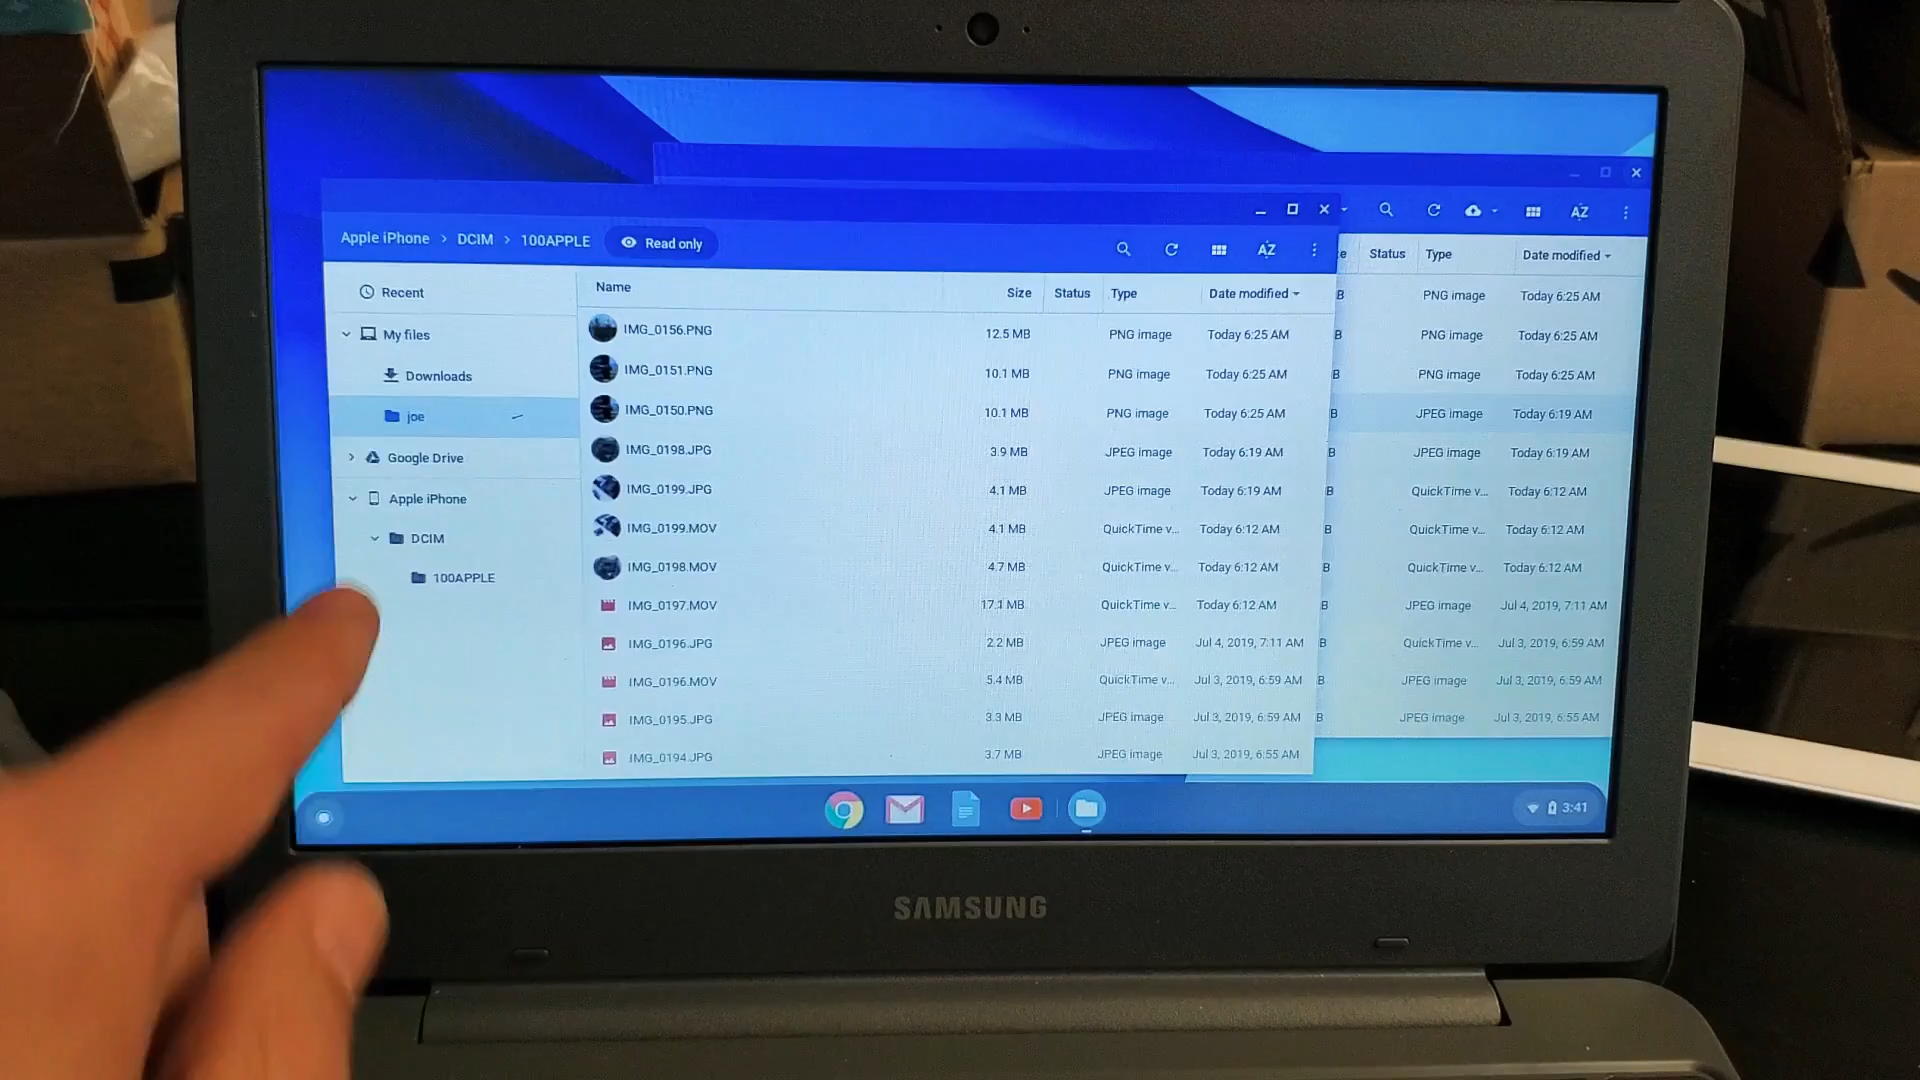 Apple iPhone > DCIM > 100APPLE Read only
AZ
AZ
Recent
My files
Downloads
joe
Google Drive
Apple iPhone
DCIM
100APPLE
Name Size Status Type Date modified
IMG_0156.PNG 12.5 MB PNG image Today 6:25 AM
IMG_0151.PNG 10.1 MB PNG image Today 6:25 AM
IMG_0150.PNG 10.1 MB PNG image Today 6:25 AM
IMG_0198.JPG 3.9 MB JPEG image Today 6:19 AM
IMG_0199.JPG 4.1 MB JPEG image Today 6:19 AM
IMG_0199.MOV 4.1 MB QuickTime v... Today 6:12 AM
IMG_0198.MOV 4.7 MB QuickTime v... Today 6:12 AM
IMG_0197.MOV 17.1 MB QuickTime v... Today 6:12 AM
IMG_0196.JPG 2.2 MB JPEG image Jul 4, 2019, 7:11 AM
IMG_0196.MOV 5.4 MB QuickTime v... Jul 3, 2019, 6:59 AM
IMG_0195.JPG 3.3 MB JPEG image Jul 3, 2019, 6:59 AM
IMG_0194.JPG 3.7 MB JPEG image Jul 3, 2019, 6:55 AM
e Status Type Date modified
B PNG image Today 6:25 AM
B PNG image Today 6:25 AM
B PNG image Today 6:25 AM
B JPEG image Today 6:19 AM
B JPEG image Today 6:19 AM
B QuickTime v... Today 6:12 AM
B QuickTime v... Today 6:12 AM
B QuickTime v... Today 6:12 AM
B JPEG image Jul 4, 2019, 7:11 AM
B QuickTime v... Jul 3, 2019, 6:59 AM
B JPEG image Jul 3, 2019, 6:59 AM
B JPEG image Jul 3, 2019, 6:55 AM
3:41
SAMSUNG